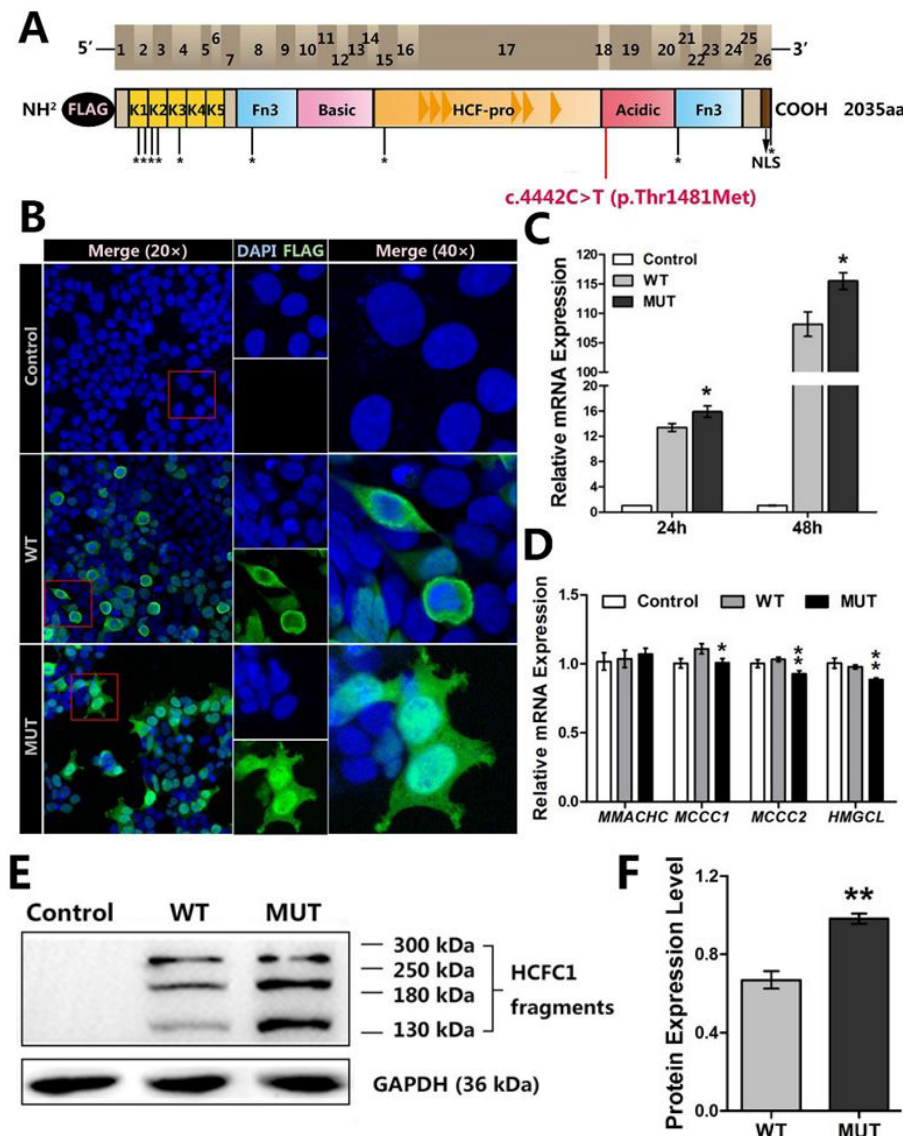 A
5′ 1 2 3 4 5 6 7 8 9 10 11 12 13 14 15 16 17 18 19 20 21 22 23 24 25 26 3′
NH² FLAG K1 K2 K3 K4 K5 Fn3 Basic HCF-pro Acidic Fn3 COOH 2035aa
* * * * * * * * NLS *
c.4442C>T (p.Thr1481Met)
B
Merge (20×) DAPI FLAG Merge (40×)
Control
WT
MUT
C
Relative mRNA Expression
Control
WT
MUT
120
115
110
105
100
20
16
12
8
4
0
* *
24h 48h
D
Relative mRNA Expression
Control WT MUT
1.5
1.0
0.5
0.0
* ** **
MMACHC MCCC1 MCCC2 HMGCL
E
Control WT MUT
300 kDa
250 kDa
180 kDa
130 kDa
HCFC1
fragments
GAPDH (36 kDa)
F
Protein Expression Level
1.2
0.8
0.4
0.0
**
WT MUT